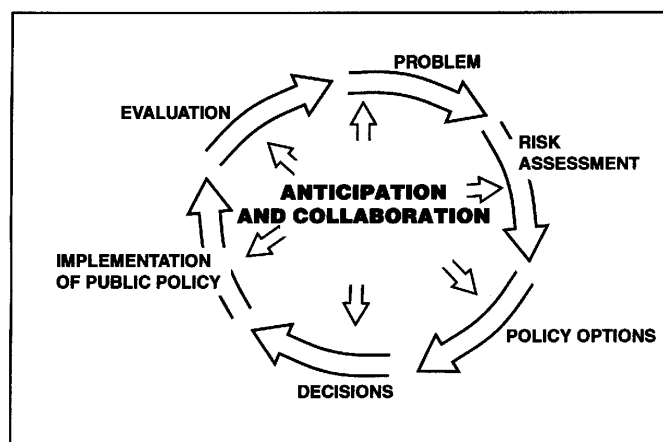 PROBLEM
EVALUATION
RISK
ASSESSMENT
ANTICIPATION
AND COLLABORATION
IMPLEMENTATION
OF PUBLIC POLICY
POLICY OPTIONS
DECISIONS